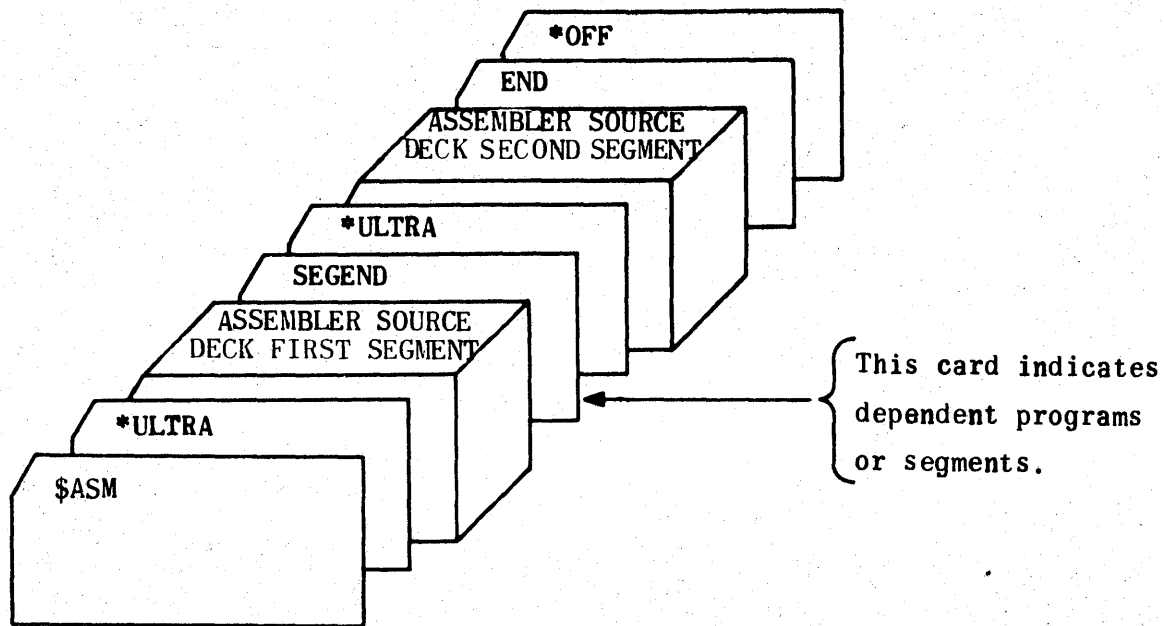 *OFF
END
ASSEMBLER SOURCE
DECK SECOND SEGMENT
*ULTRA
SEGEND
ASSEMBLER SOURCE
DECK FIRST SEGMENT
*ULTRA
$ASM
This card indicates
dependent programs
or segments.